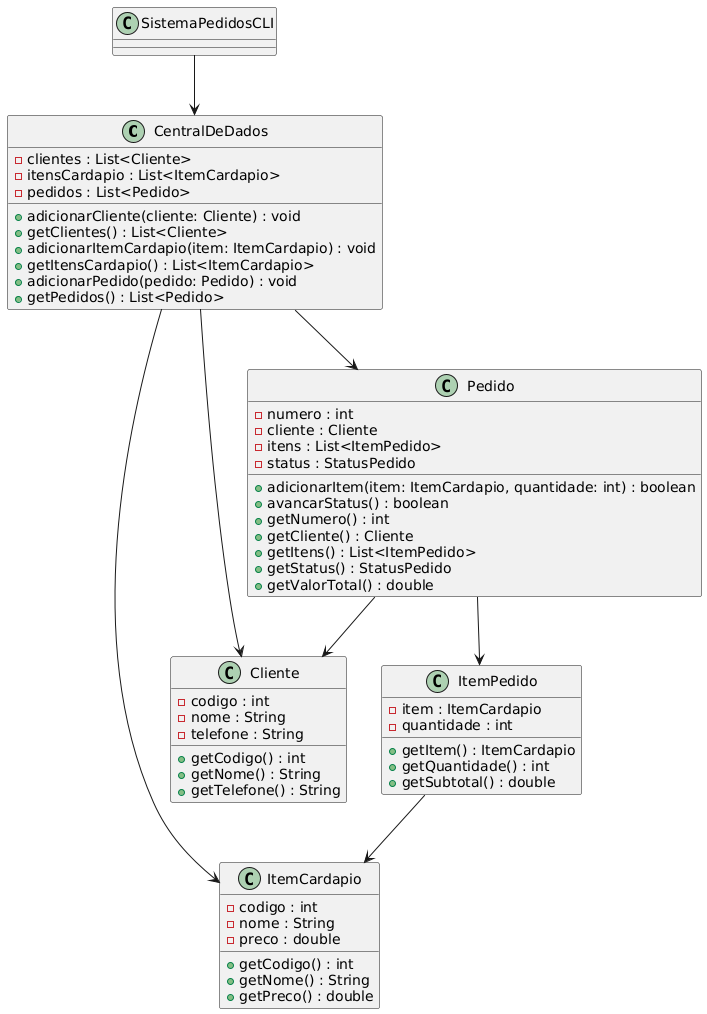 C SistemaPedidosCLI
C CentralDeDados
clientes : List<Cliente>
itensCardapio : List<ItemCardapio>
pedidos : List<Pedido>
adicionarCliente(cliente: Cliente) : void
getClientes() : List<Cliente>
adicionarItemCardapio(item: ItemCardapio) : void
getItensCardapio() : List<ItemCardapio>
adicionarPedido(pedido: Pedido) : void
getPedidos() : List<Pedido>
C Pedido
numero : int
cliente : Cliente
itens : List<ItemPedido>
status : StatusPedido
adicionarItem(item: ItemCardapio, quantidade: int) : boolean
avancarStatus() : boolean
getNumero() : int
getCliente() : Cliente
getItens() : List<ItemPedido>
getStatus() : StatusPedido
getValorTotal() : double
C Cliente
codigo : int
nome : String
telefone : String
getCodigo() : int
getNome() : String
getTelefone() : String
C ItemPedido
item : ItemCardapio
quantidade : int
getItem() : ItemCardapio
getQuantidade() : int
getSubtotal() : double
C ItemCardapio
codigo : int
nome : String
preco : double
getCodigo() : int
getNome() : String
getPreco() : double